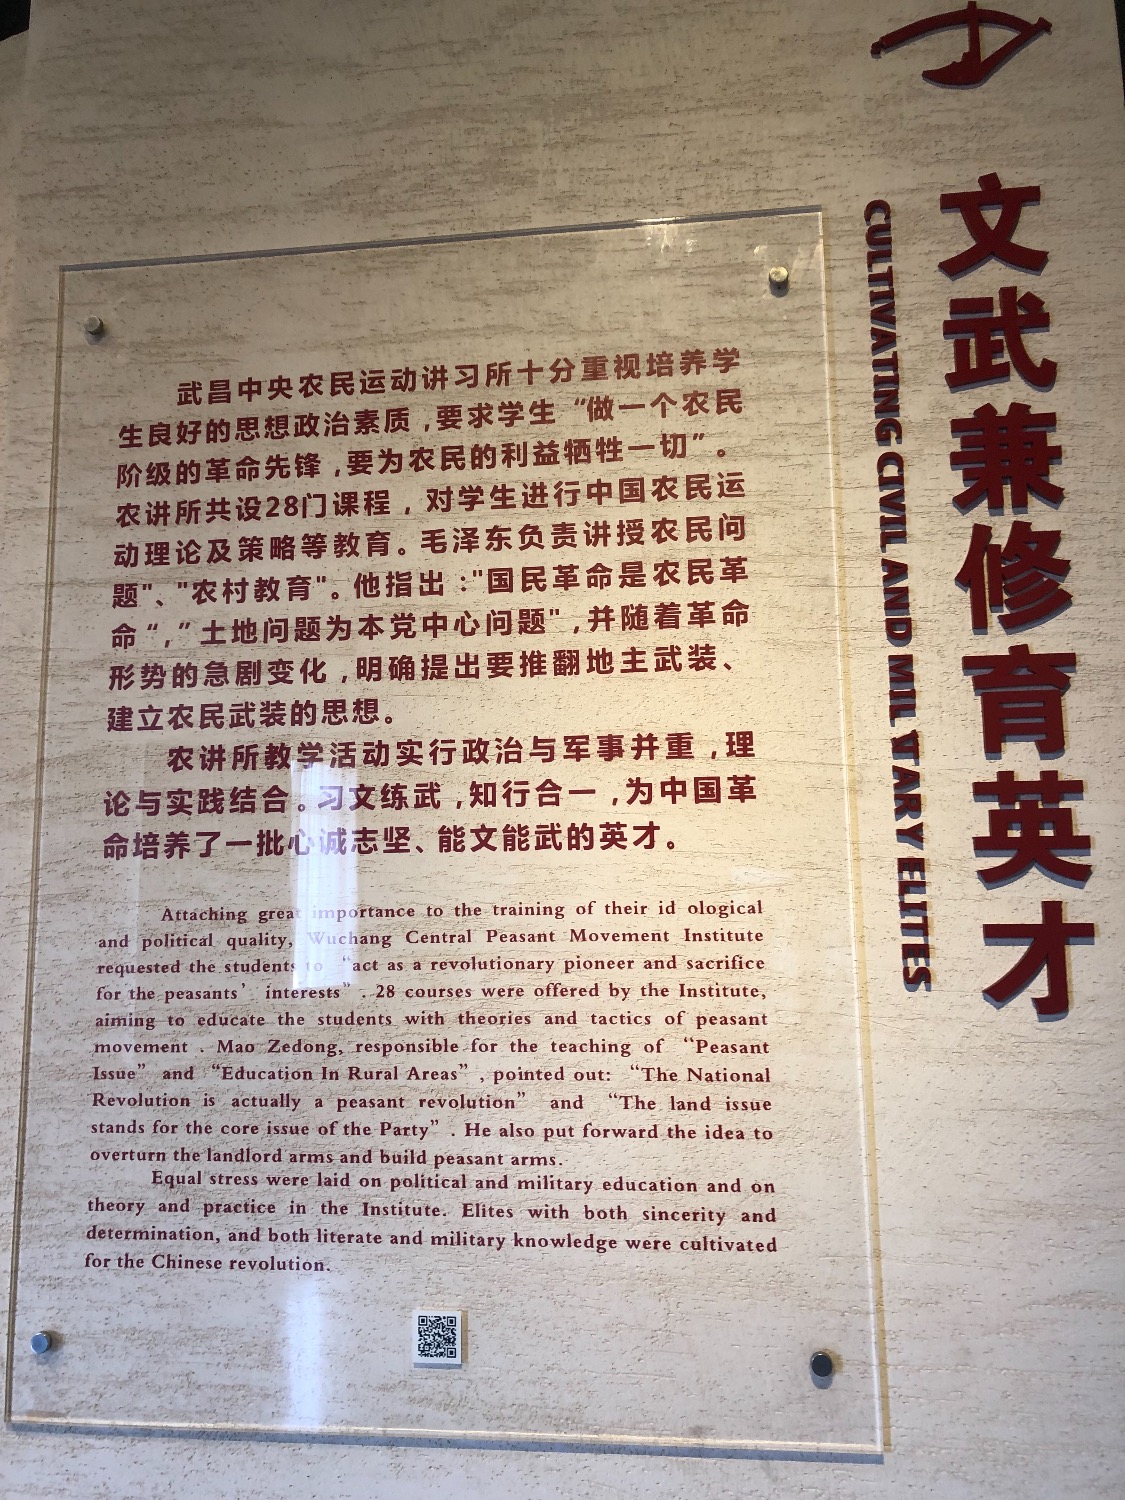 文武兼修育英才
CULTIVATING CIVIL AND MILITARY ELITES
武昌中央农民运动讲习所十分重视培养学
生良好的思想政治素质,要求学生“做一个农民
阶级的革命先锋,要为农民的利益牺牲一切”。
农讲所共设28门课程,对学生进行中国农民运
动理论及策略等教育。毛泽东负责讲授农民问
题"、"农村教育"。他指出:"国民革命是农民革
命“,”土地问题为本党中心问题",并随着革命
形势的急剧变化,明确提出要推翻地主武装、
建立农民武装的思想。
农讲所教学活动实行政治与军事并重,理
论与实践结合。习文练武,知行合一,为中国革
命培养了一批心诚志坚、能文能武的英才。
Attaching great importance to the training of their id ological
and political quality, Wuchang Central Peasant Movement Institute
requested the students to “act as a revolutionary pioneer and sacrifice
for the peasants’ interests” . 28 courses were offered by the Institute,
aiming to educate the students with theories and tactics of peasant
movement . Mao Zedong, responsible for the teaching of “Peasant
Issue” and “Education In Rural Areas” , pointed out: “The National
Revolution is actually a peasant revolution” and “The land issue
stands for the core issue of the Party” . He also put forward the idea to
overturn the landlord arms and build peasant arms.
Equal stress were laid on political and military education and on
theory and practice in the Institute. Elites with both sincerity and
determination, and both literate and military knowledge were cultivated
for the Chinese revolution.